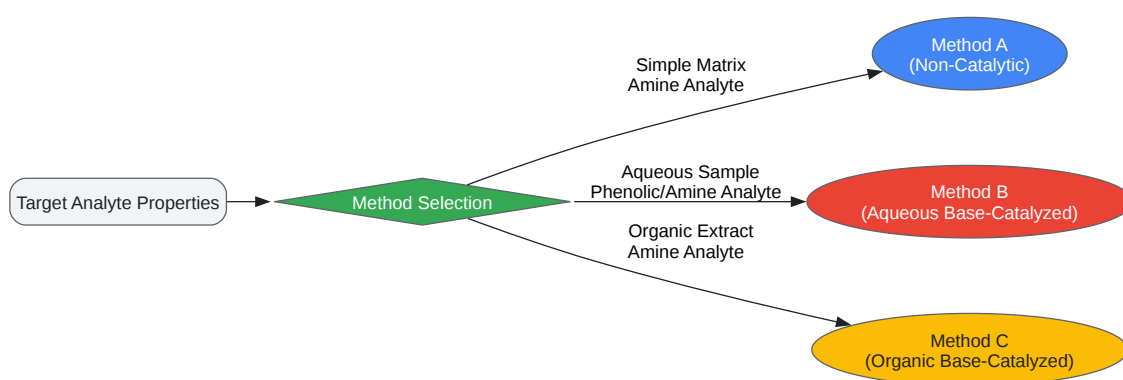 Simple Matrix
Amine Analyte
Method A
(Non-Catalytic)
Target Analyte Properties
Method Selection
Aqueous Sample
Phenolic/Amine Analyte
Method B
(Aqueous Base-Catalyzed)
Organic Extract
Amine Analyte
Method C
(Organic Base-Catalyzed)